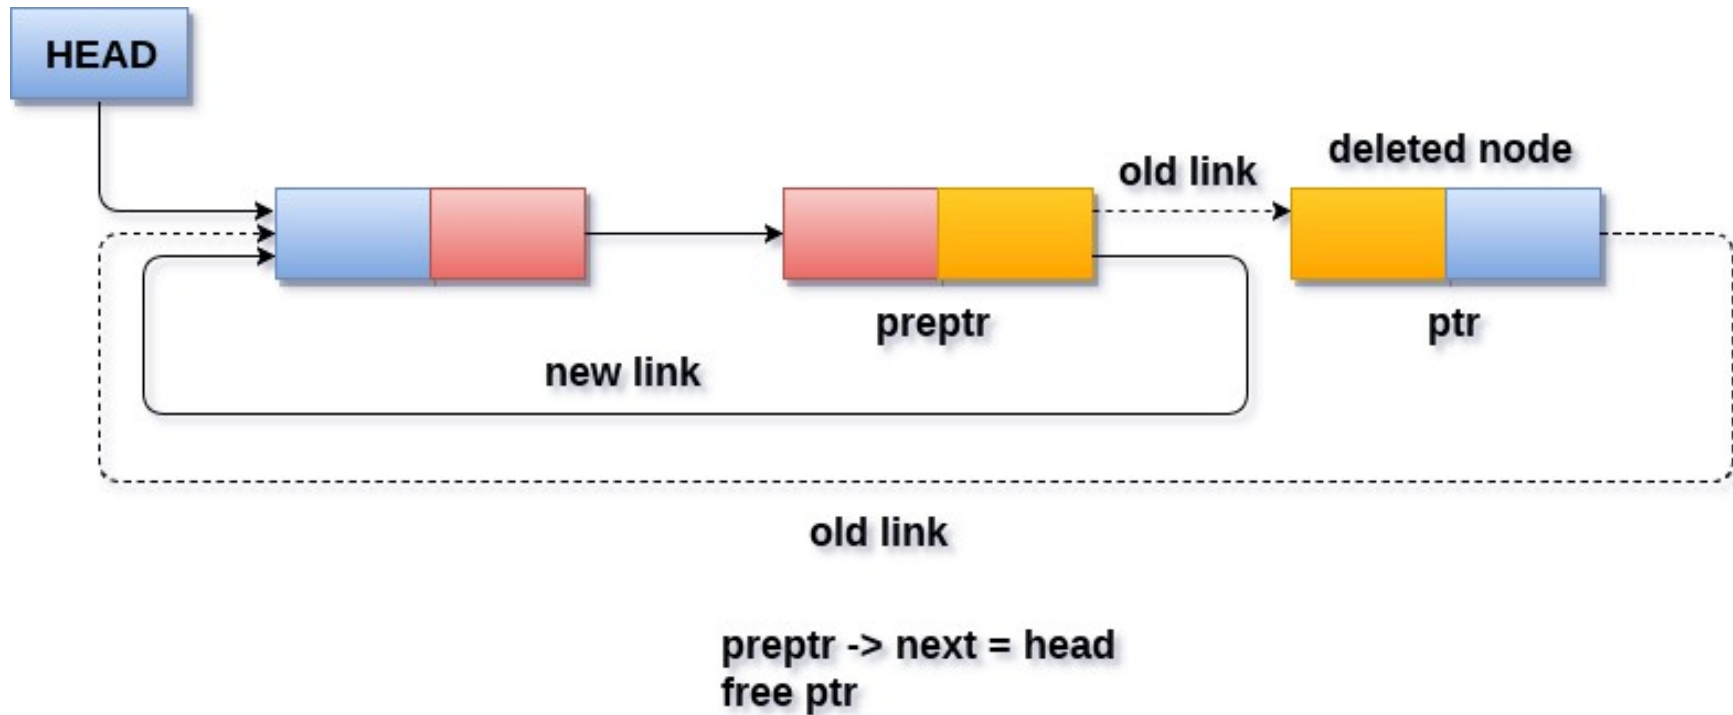 HEAD
deleted node
old link
preptr
ptr
new link
old link
preptr -> next = head
free ptr